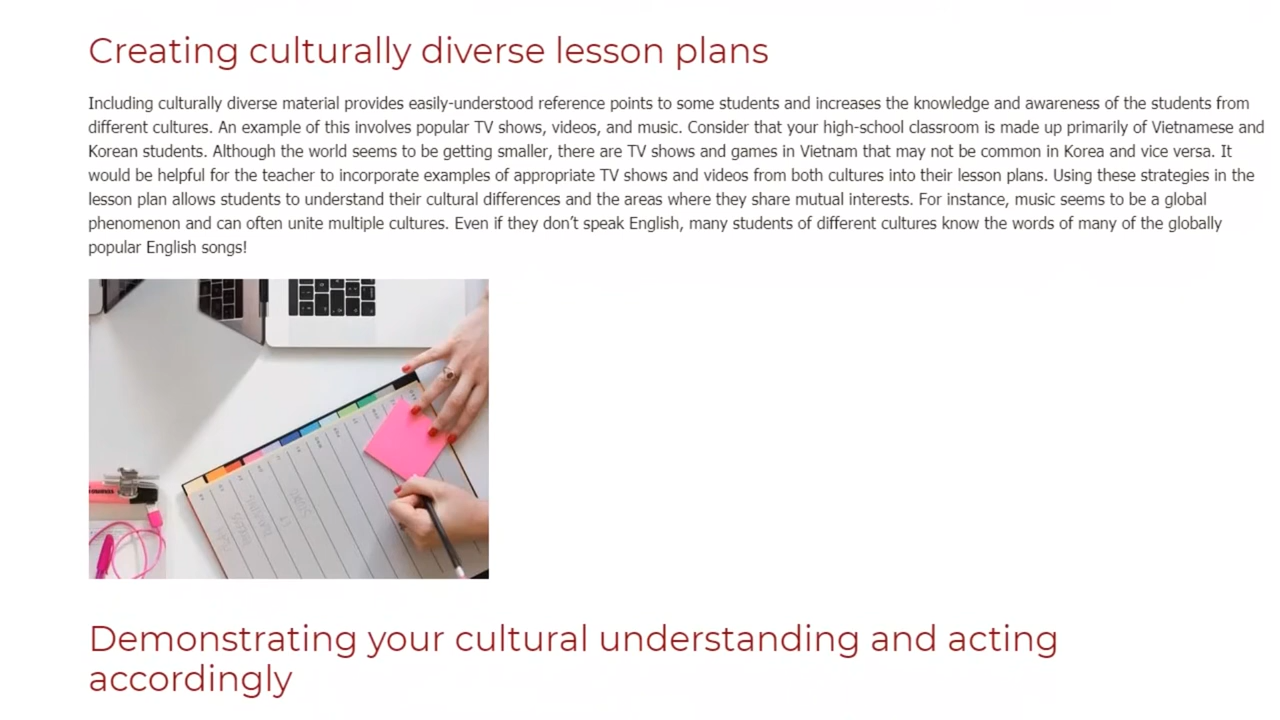 Creating culturally diverse lesson plans
Including culturally diverse material provides easily-understood reference points to some students and increases the knowledge and awareness of the students from
different cultures. An example of this involves popular TV shows, videos, and music. Consider that your high-school classroom is made up primarily of Vietnamese and
Korean students. Although the world seems to be getting smaller, there are TV shows and games in Vietnam that may not be common in Korea and vice versa. It
would be helpful for the teacher to incorporate examples of appropriate TV shows and videos from both cultures into their lesson plans. Using these strategies in the
lesson plan allows students to understand their cultural differences and the areas where they share mutual interests. For instance, music seems to be a global
phenomenon and can often unite multiple cultures. Even if they don’t speak English, many students of different cultures know the words of many of the globally
popular English songs!
Demonstrating your cultural understanding and acting
accordingly